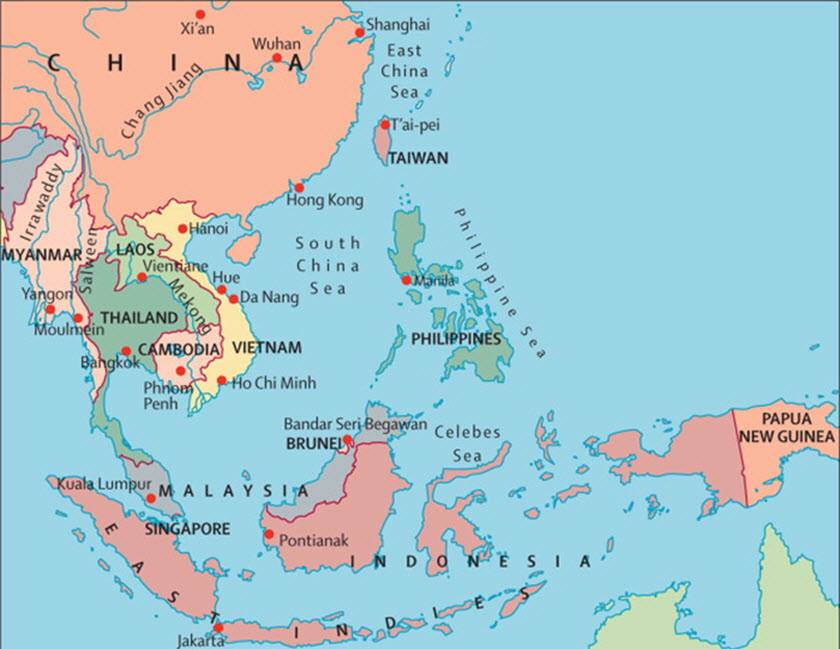 Xi'an
Shanghai
Wuhan
CHINA
East
China
Sea
Chang Jiang
T'ai-pei
TAIWAN
Irrawaddy
Hong Kong
Hanoi
South
China
Sea
Philippine Sea
MYANMAR
Salween
LAOS
Vientiane
Hue
Da Nang
Manila
Yangon
Mekong
Moulmein
THAILAND
CAMBODIA
VIETNAM
PHILIPPINES
Bangkok
Phnom
Penh
Ho Chi Minh
Bandar Seri Begawan
BRUNEI
Celebes
Sea
PAPUA
NEW GUINEA
Kuala Lumpur
MALAYSIA
SINGAPORE
Pontianak
INDONESIA
EAST INDIES
Jakarta